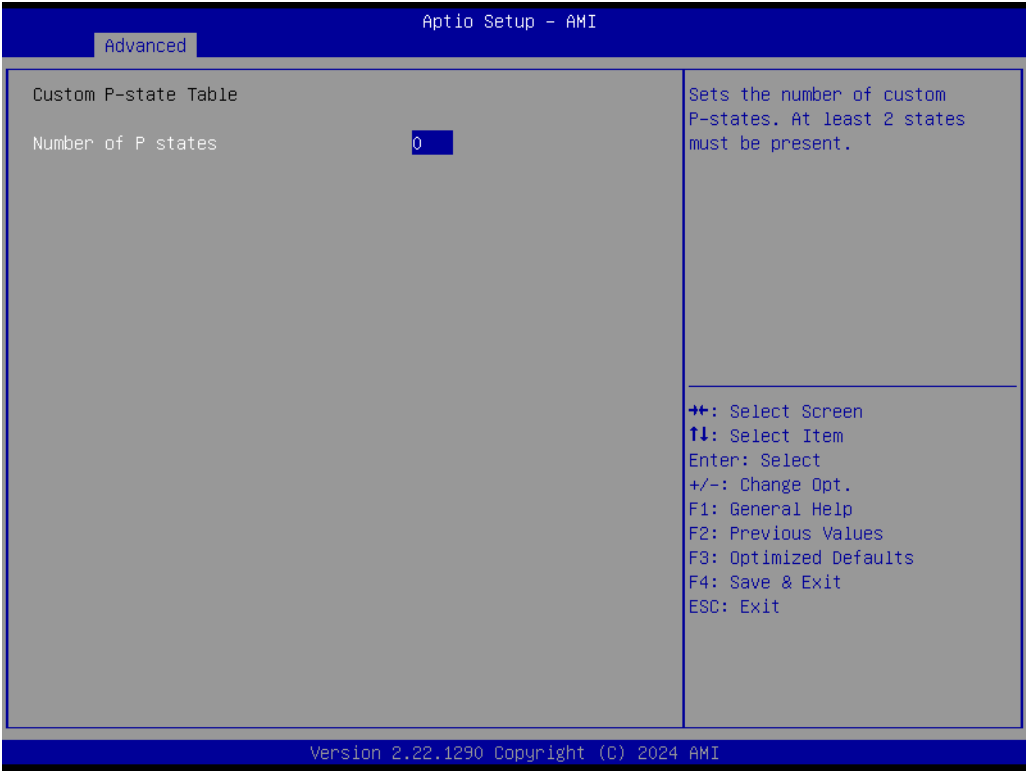 Aptio Setup – AMI
Advanced
Custom P-state Table
Number of P states 0
Sets the number of custom
P-states. At least 2 states
must be present.
→←: Select Screen
↑↓: Select Item
Enter: Select
+/-: Change Opt.
F1: General Help
F2: Previous Values
F3: Optimized Defaults
F4: Save & Exit
ESC: Exit
Version 2.22.1290 Copyright (C) 2024 AMI